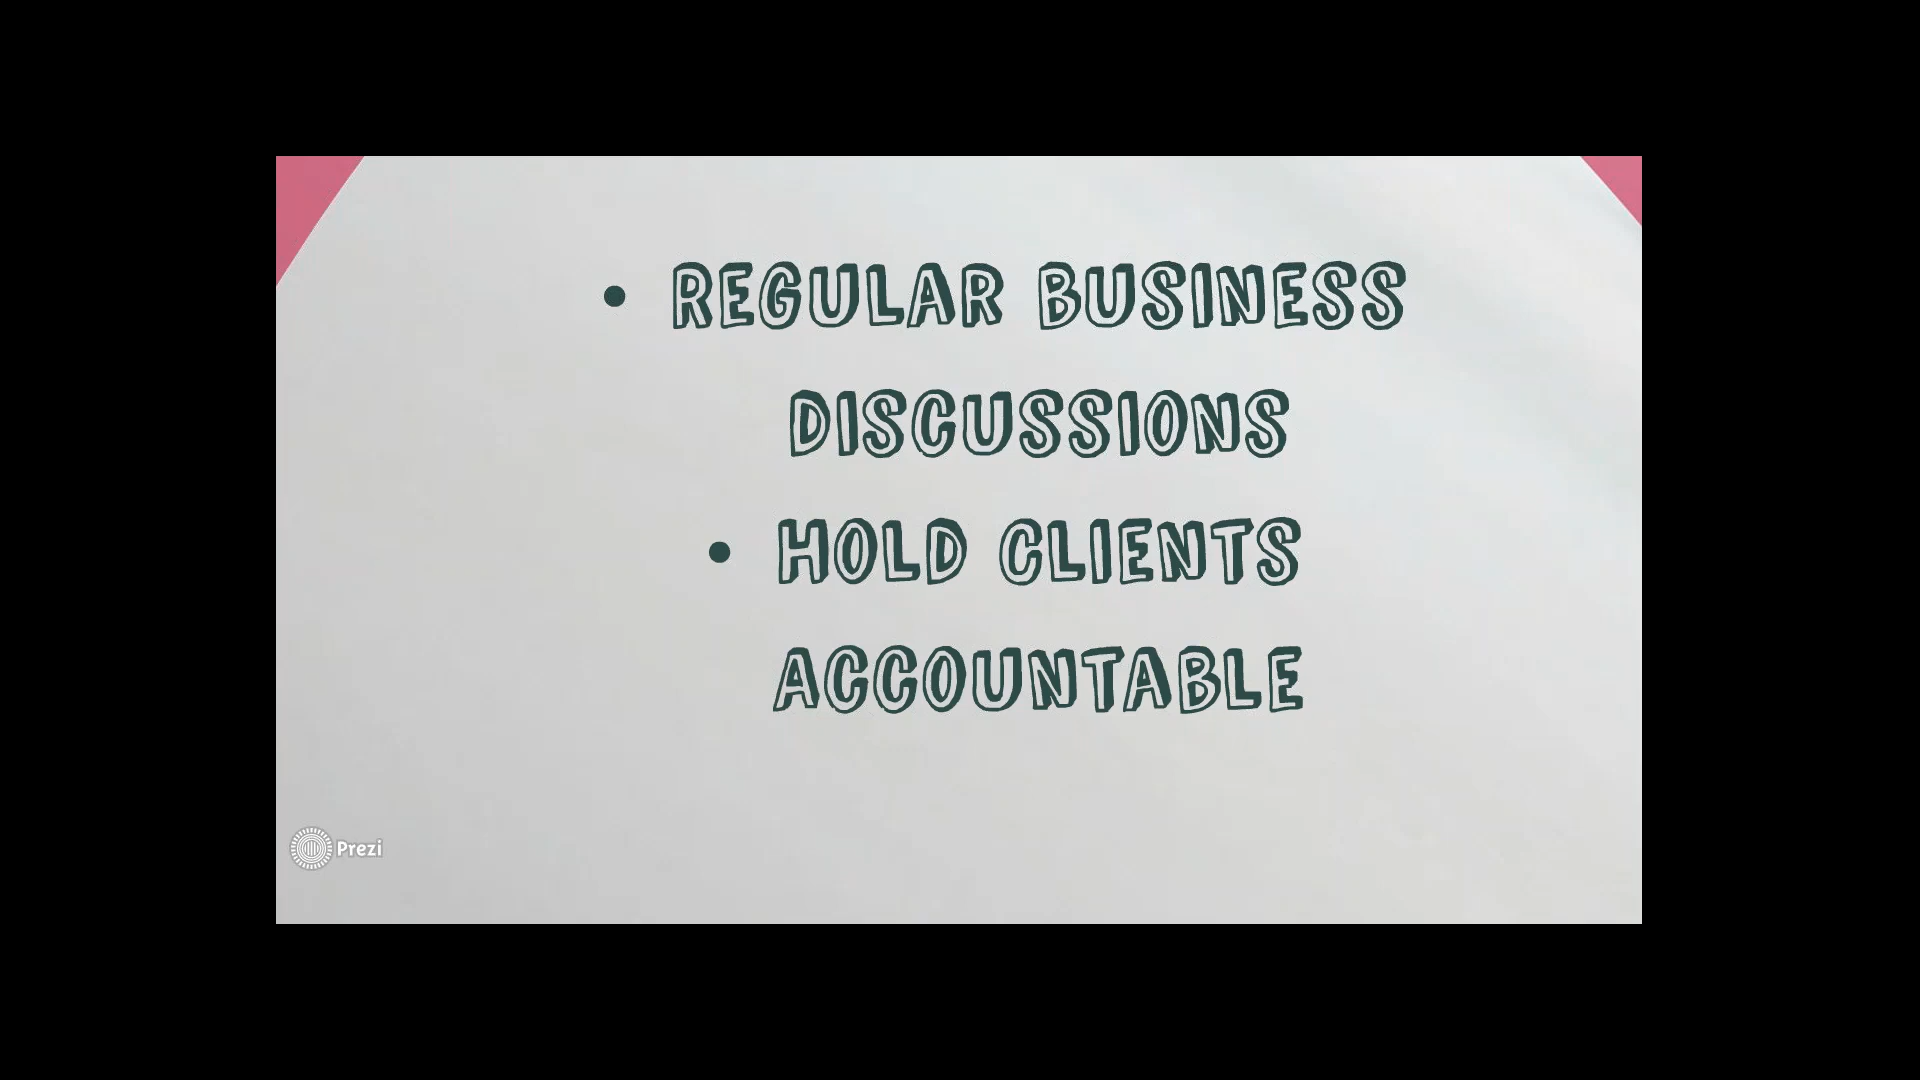 • REGULAR BUSINESS
DISCUSSIONS
• HOLD CLIENTS
ACCOUNTABLE
Prezi